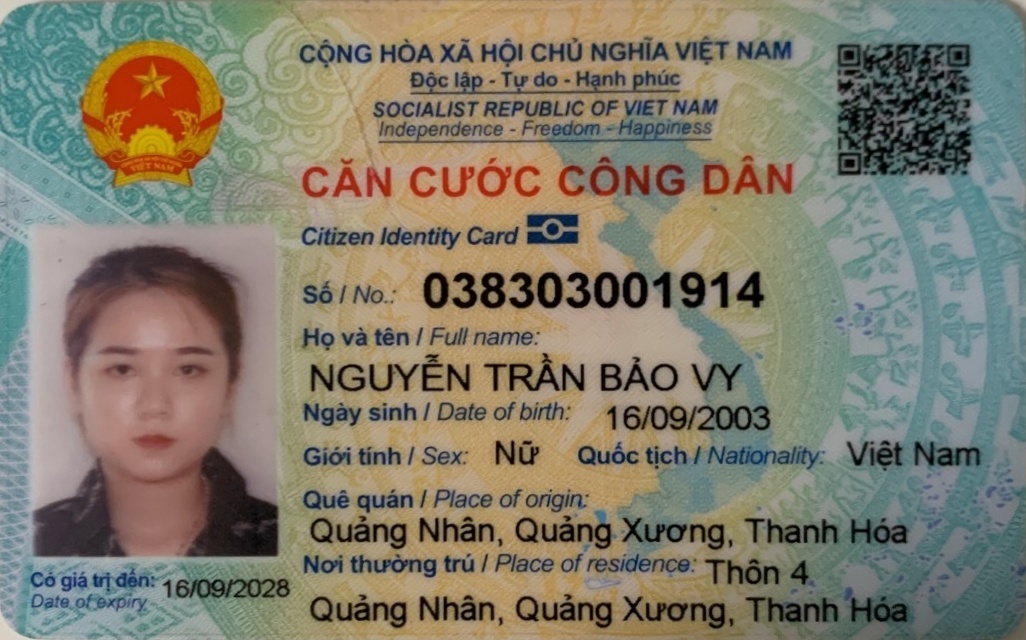 CỘNG HÒA XÃ HỘI CHỦ NGHĨA VIỆT NAM
Độc lập - Tự do - Hạnh phúc
SOCIALIST REPUBLIC OF VIET NAM
Independence - Freedom - Happiness
CĂN CƯỚC CÔNG DÂN
Citizen Identity Card
Số / No.: 038303001914
Họ và tên / Full name:
NGUYỄN TRẦN BẢO VY
Ngày sinh / Date of birth: 16/09/2003
Giới tính / Sex: Nữ Quốc tịch / Nationality: Việt Nam
Quê quán / Place of origin:
Quảng Nhân, Quảng Xương, Thanh Hóa
Nơi thường trú / Place of residence: Thôn 4
Quảng Nhân, Quảng Xương, Thanh Hóa
Có giá trị đến: 16/09/2028
Date of expiry
VIỆT NAM